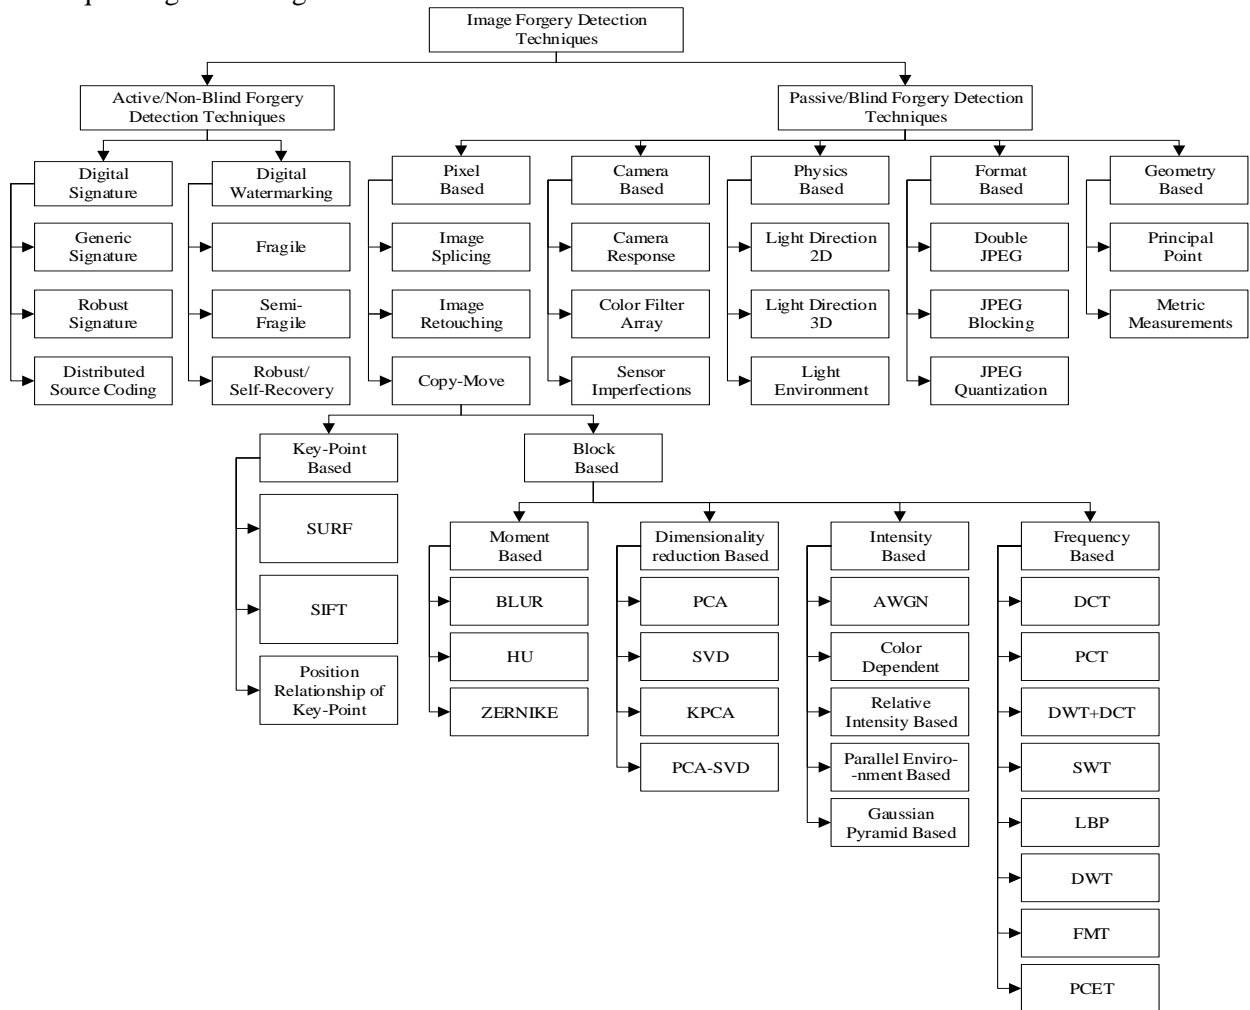 Image Forgery Detection
Techniques
Active/Non-Blind Forgery
Detection Techniques
Passive/Blind Forgery Detection
Techniques
Digital
Signature
Digital
Watermarking
Pixel
Based
Camera
Based
Physics
Based
Format
Based
Geometry
Based
Generic
Signature
Fragile
Image
Splicing
Camera
Response
Light Direction
2D
Double
JPEG
Principal
Point
Robust
Signature
Semi-
Fragile
Image
Retouching
Color Filter
Array
Light Direction
3D
JPEG
Blocking
Metric
Measurements
Distributed
Source Coding
Robust/
Self-Recovery
Copy-Move
Sensor
Imperfections
Light
Environment
JPEG
Quantization
Key-Point
Based
Block
Based
SURF
SIFT
Position
Relationship of
Key-Point
Moment
Based
Dimensionality
reduction Based
Intensity
Based
Frequency
Based
BLUR
PCA
AWGN
DCT
HU
SVD
Color
Dependent
PCT
ZERNIKE
KPCA
Relative
Intensity Based
DWT+DCT
PCA-SVD
Parallel Enviro-
-nment Based
SWT
Gaussian
Pyramid Based
LBP
DWT
FMT
PCET